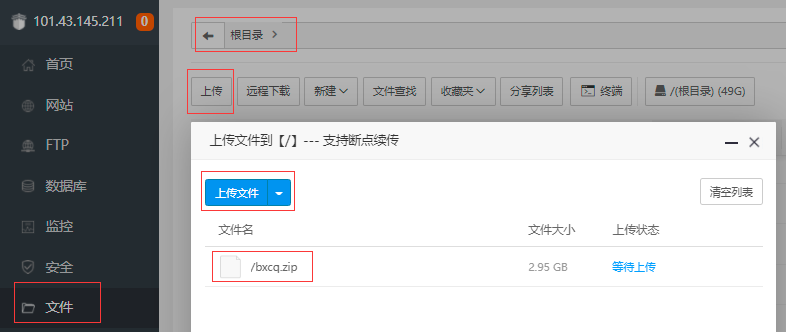 101.43.145.211 0
首页
网站
FTP
数据库
监控
安全
文件
根目录
上传 远程下载 新建 文件查找 收藏夹 分享列表 终端 /(根目录) (49G)
上传文件到【/】--- 支持断点续传
上传文件 清空列表
文件名 文件大小 上传状态
/bxcq.zip 2.95 GB 等待上传